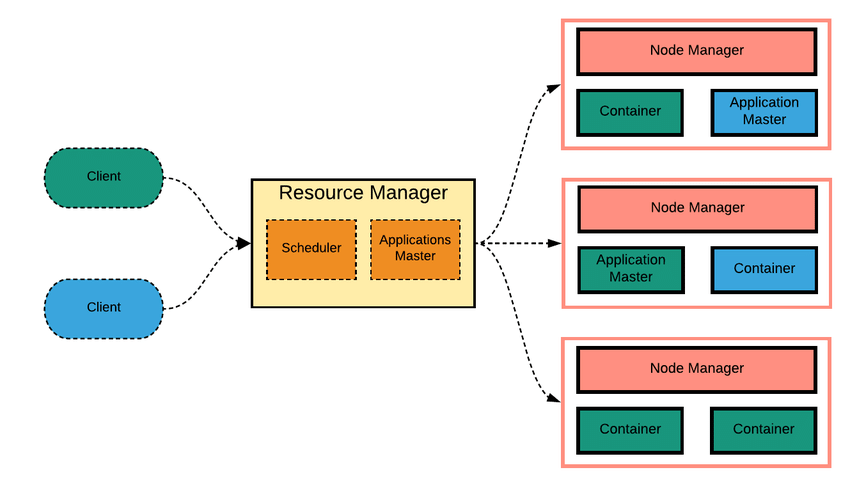 Client
Client
Resource Manager
Scheduler
Applications
Master
Node Manager
Container
Application
Master
Node Manager
Application
Master
Container
Node Manager
Container
Container